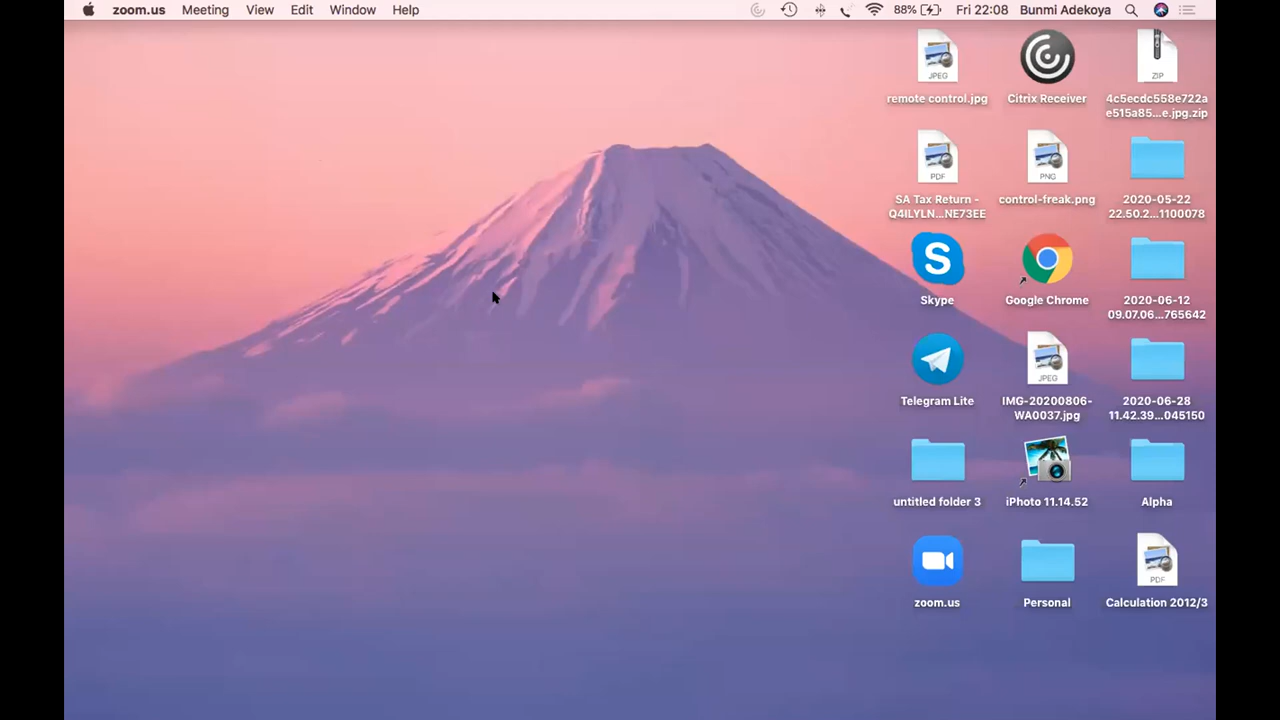 zoom.us Meeting View Edit Window Help 88% Fri 22:08 Bunmi Adekoya
JPEG
remote control.jpg
Citrix Receiver
ZIP
4c5ecdc558e722a
e515a85...e.jpg.zip
PDF
SA Tax Return -
Q4ILYLN...NE73EE
PNG
control-freak.png
2020-05-22
22.50.2...1100078
Skype
Google Chrome
2020-06-12
09.07.06...765642
Telegram Lite
JPEG
IMG-20200806-
WA0037.jpg
2020-06-28
11.42.39...045150
untitled folder 3
iPhoto 11.14.52
Alpha
zoom.us
Personal
PDF
Calculation 2012/3